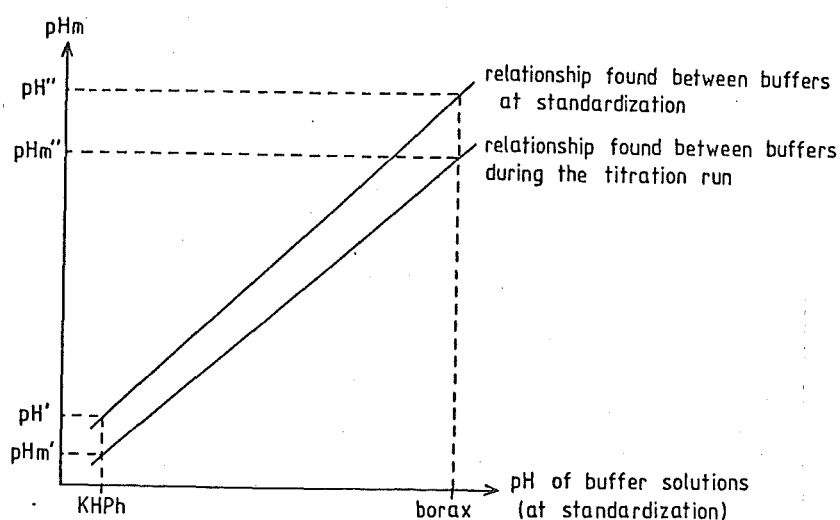 pHm
pH"
relationship found between buffers
at standardization
pHm"
relationship found between buffers
during the titration run
pH'
pHm'
KHPh
borax
pH of buffer solutions
(at standardization)